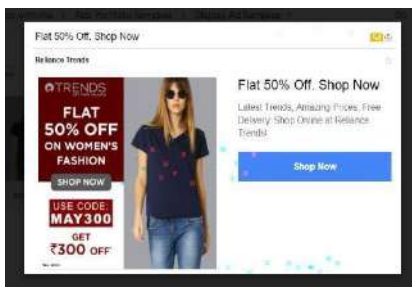 Flat 50% Off. Shop Now
Reliance Trends
TRENDS
FLAT
50% OFF
ON WOMEN'S
FASHION
SHOP NOW
USE CODE:
MAY300
GET
₹300 OFF
Flat 50% Off. Shop Now
Latest Trends, Amazing Prices, Free
Delivery. Shop Online at Reliance
Trends!
Shop Now